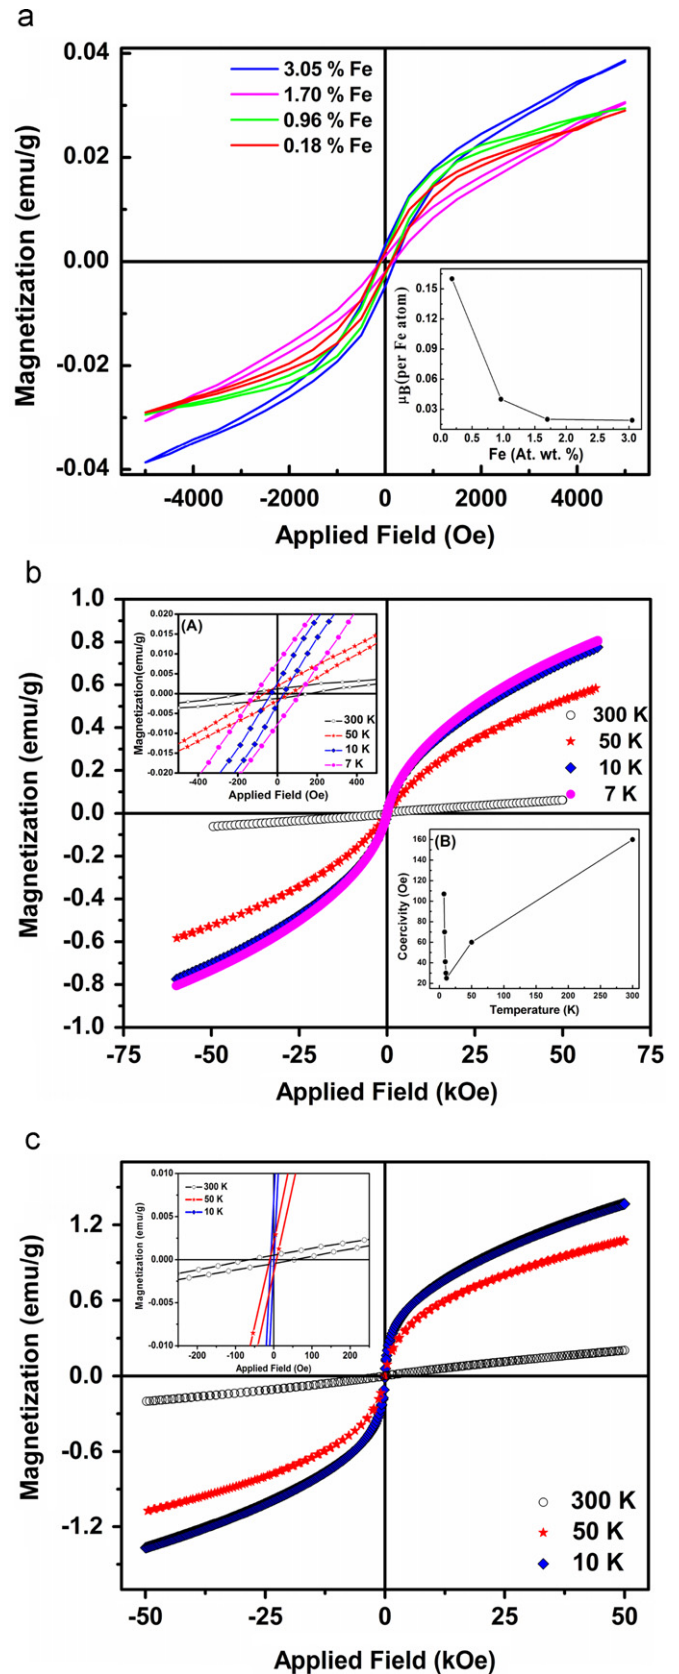 a
0.04
0.02
0.00
-0.02
-0.04
Magnetization (emu/g)
3.05 % Fe
1.70 % Fe
0.96 % Fe
0.18 % Fe
0.15
0.12
0.09
0.06
0.03
μB(per Fe atom)
0.0 0.5 1.0 1.5 2.0 2.5 3.0
Fe (At. wt. %)
-4000 -2000 0 2000 4000
Applied Field (Oe)
b
1.0
0.8
0.6
0.4
0.2
0.0
-0.2
-0.4
-0.6
-0.8
-1.0
Magnetization (emu/g)
(A)
0.020
0.015
0.010
0.005
0.000
-0.005
-0.010
-0.015
-0.020
Magnetization(emu/g)
300 K
50 K
10 K
7 K
-400 -200 0 200 400
Applied Field (Oe)
300 K
50 K
10 K
7 K
(B)
160
140
120
100
80
60
40
20
Coercivity (Oe)
0 50 100 150 200 250 300
Temperature (K)
-75 -50 -25 0 25 50 75
Applied Field (kOe)
c
1.2
0.6
0.0
-0.6
-1.2
Magnetization (emu/g)
0.010
0.005
0.000
-0.005
-0.010
Magnetization (emu/g)
300 K
50 K
10 K
-200 -100 0 100 200
Applied Field (Oe)
300 K
50 K
10 K
-50 -25 0 25 50
Applied Field (kOe)